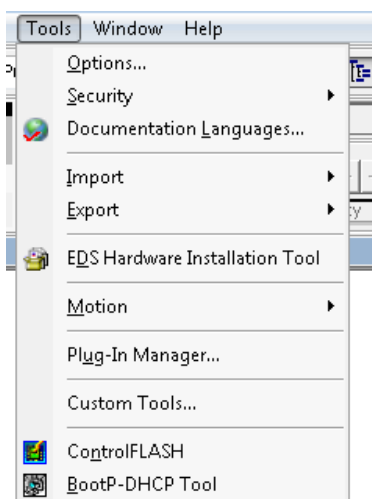 Tools Window Help
Options...
Security
Documentation Languages...
Import
Export
EDS Hardware Installation Tool
Motion
Plug-In Manager...
Custom Tools...
ControlFLASH
BootP-DHCP Tool